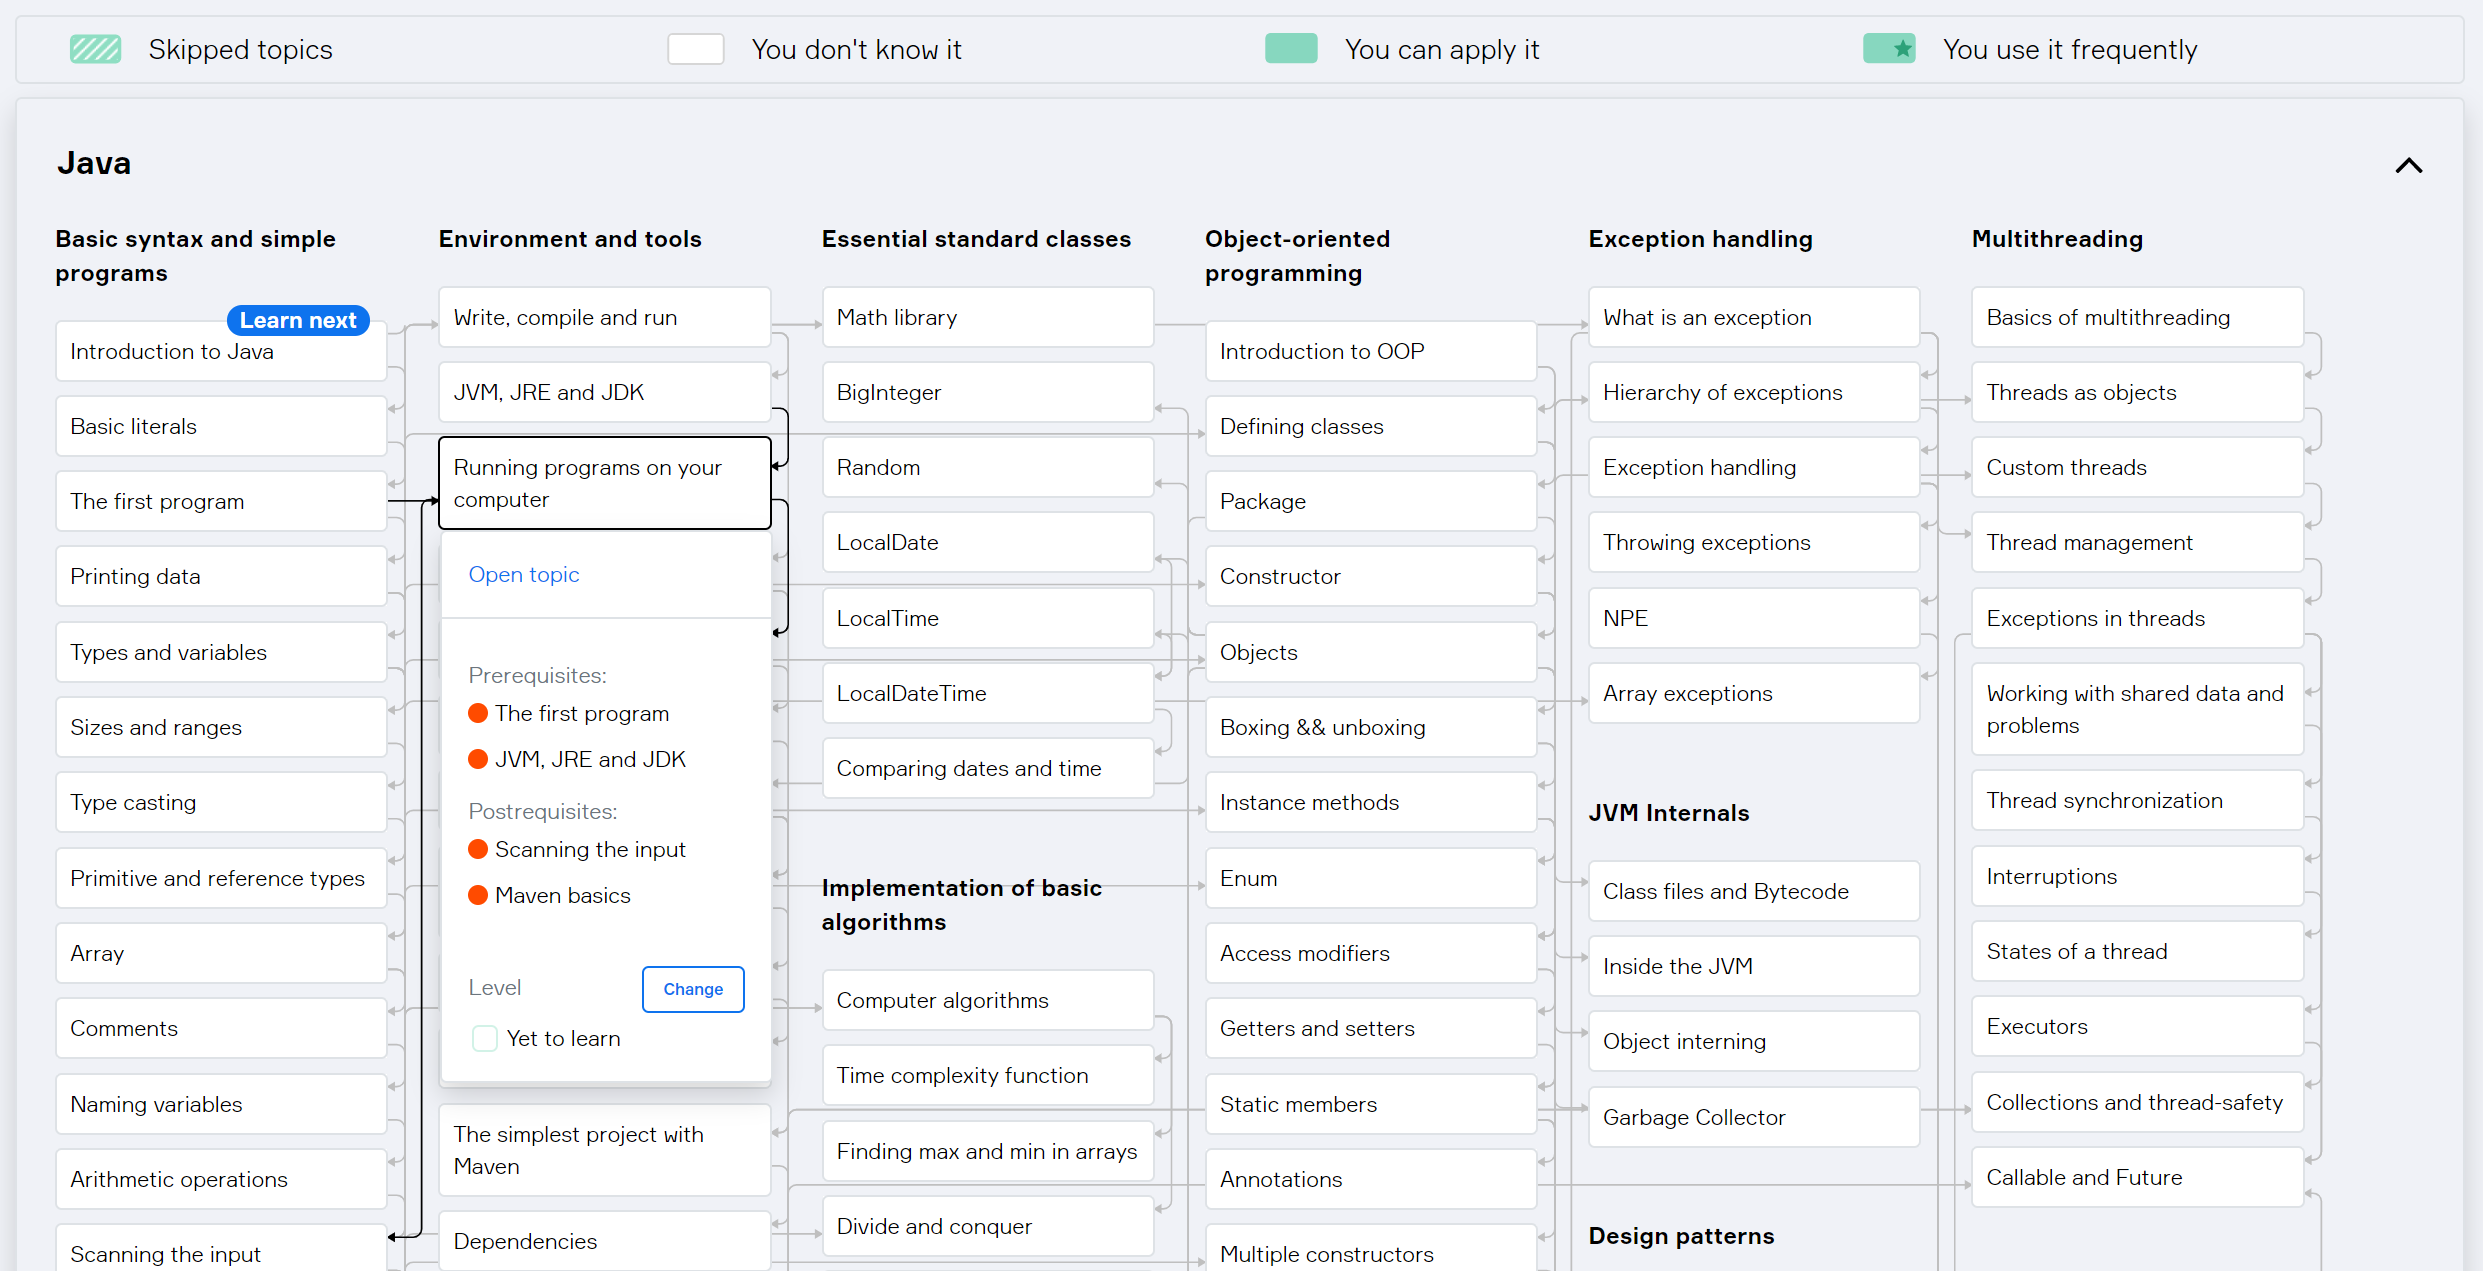 Skipped topics
You don't know it
You can apply it
You use it frequently
Java
Basic syntax and simple
programs
Learn next
Introduction to Java
Basic literals
The first program
Printing data
Types and variables
Sizes and ranges
Type casting
Primitive and reference types
Array
Comments
Naming variables
Arithmetic operations
Scanning the input
Environment and tools
Write, compile and run
JVM, JRE and JDK
Running programs on your
computer
Open topic
Prerequisites:
The first program
JVM, JRE and JDK
Postrequisites:
Scanning the input
Maven basics
Level
Change
Yet to learn
The simplest project with
Maven
Dependencies
Essential standard classes
Math library
BigInteger
Random
LocalDate
LocalTime
LocalDateTime
Comparing dates and time
Implementation of basic
algorithms
Computer algorithms
Time complexity function
Finding max and min in arrays
Divide and conquer
Object-oriented
programming
Introduction to OOP
Defining classes
Package
Constructor
Objects
Boxing && unboxing
Instance methods
Enum
Access modifiers
Getters and setters
Static members
Annotations
Multiple constructors
Exception handling
What is an exception
Hierarchy of exceptions
Exception handling
Throwing exceptions
NPE
Array exceptions
JVM Internals
Class files and Bytecode
Inside the JVM
Object interning
Garbage Collector
Design patterns
Multithreading
Basics of multithreading
Threads as objects
Custom threads
Thread management
Exceptions in threads
Working with shared data and
problems
Thread synchronization
Interruptions
States of a thread
Executors
Collections and thread-safety
Callable and Future